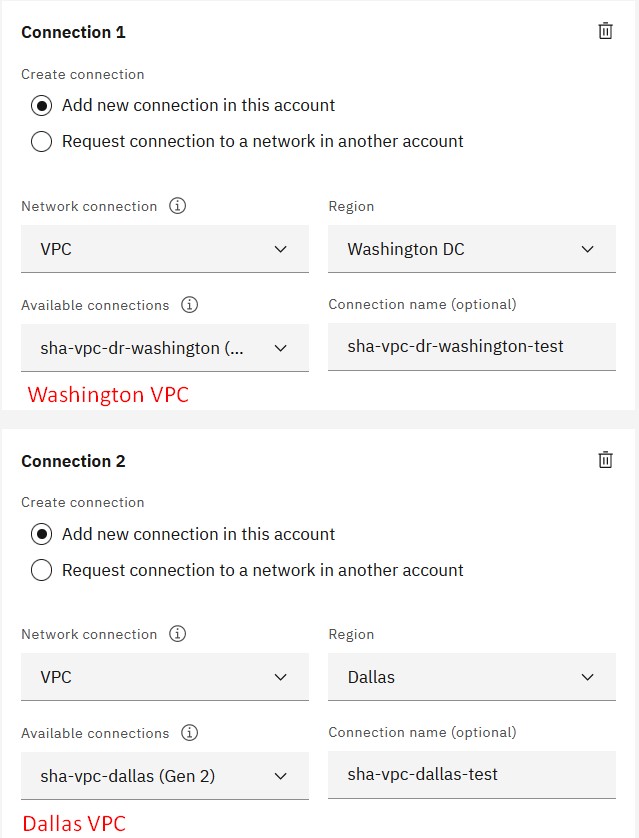 Connection 1
Create connection
Add new connection in this account
Request connection to a network in another account
Network connection
Region
VPC
Washington DC
Available connections
Connection name (optional)
sha-vpc-dr-washington (...
sha-vpc-dr-washington-test
Washington VPC
Connection 2
Create connection
Add new connection in this account
Request connection to a network in another account
Network connection
Region
VPC
Dallas
Available connections
Connection name (optional)
sha-vpc-dallas (Gen 2)
sha-vpc-dallas-test
Dallas VPC